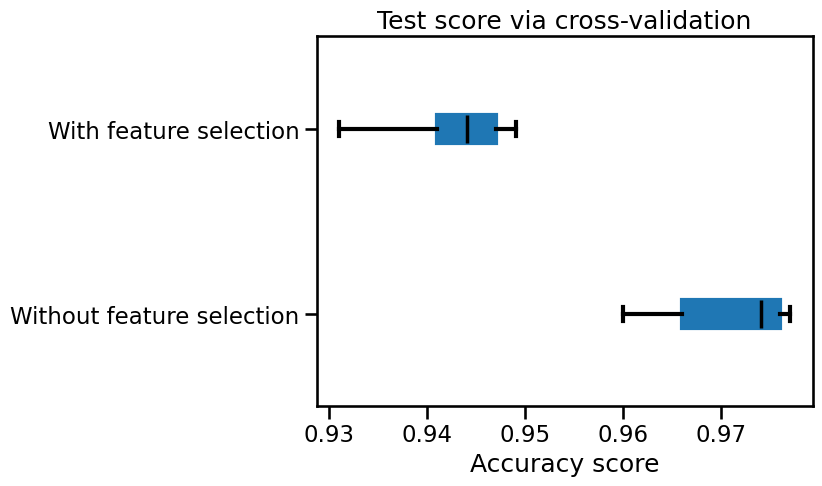 Test score via cross-validation
With feature selection
Without feature selection
0.93 0.94 0.95 0.96 0.97
Accuracy score